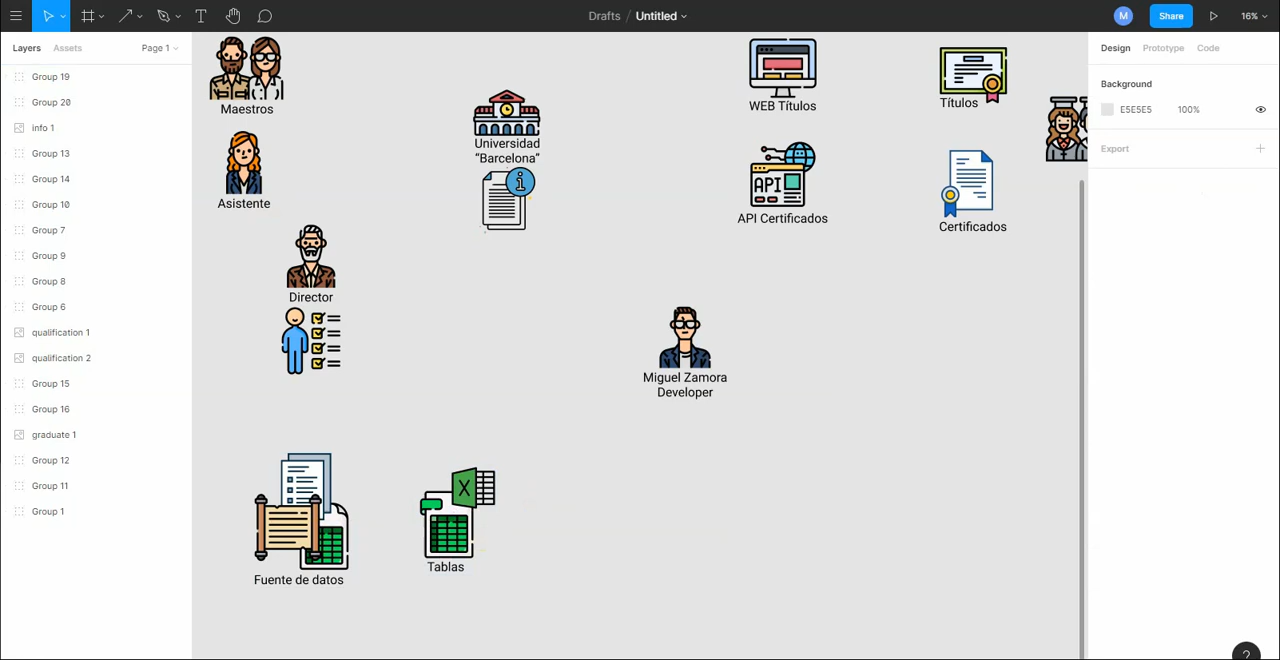 Drafts / Untitled
M
Share
16%
Layers
Assets
Page 1
Group 19
Group 20
info 1
Group 13
Group 14
Group 10
Group 7
Group 9
Group 8
Group 6
qualification 1
qualification 2
Group 15
Group 16
graduate 1
Group 12
Group 11
Group 1
Maestros
Asistente
Director
Universidad
“Barcelona”
i
WEB Títulos
API
API Certificados
Títulos
Certificados
Miguel Zamora
Developer
Fuente de datos
X
Tablas
Design
Prototype
Code
Background
E5E5E5
100%
Export
?